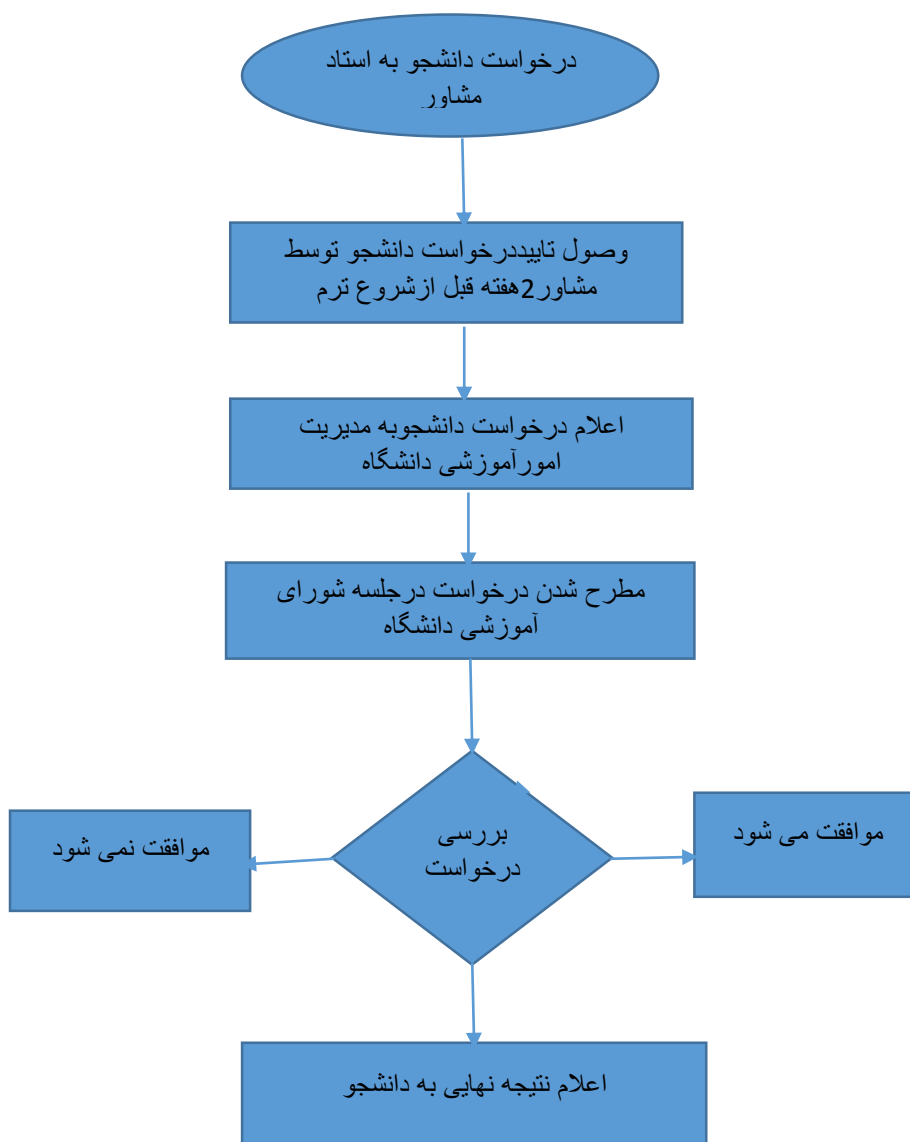 درخواست دانشجو به استاد
مشاور
وصول تاییددرخواست دانشجو توسط
مشاور2هفته قبل ازشروع ترم
اعلام درخواست دانشجوبه مدیریت
امورآموزشی دانشگاه
مطرح شدن درخواست درجلسه شورای
آموزشی دانشگاه
بررسی
درخواست
موافقت می شود
موافقت نمی شود
اعلام نتیجه نهایی به دانشجو